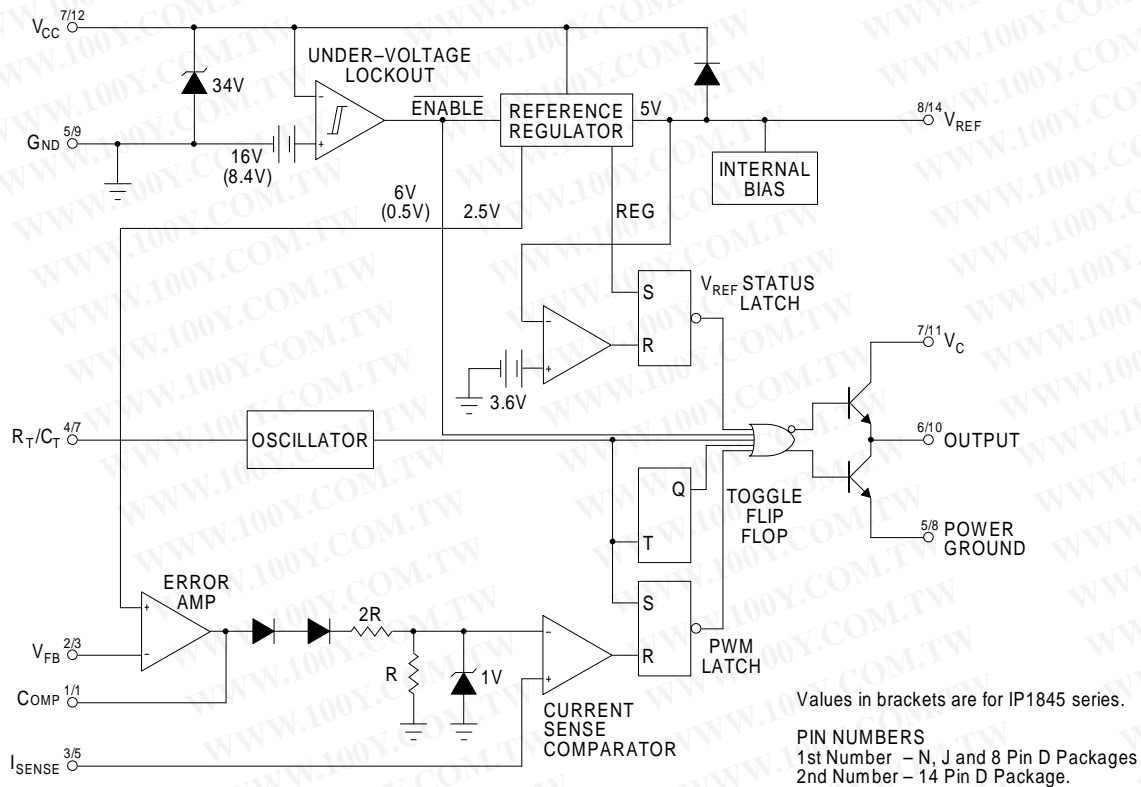 VCC 7/12
34V
UNDER–VOLTAGE
LOCKOUT
ENABLE
REFERENCE
REGULATOR
5V
8/14 VREF
GND 5/9
16V
(8.4V)
INTERNAL
BIAS
6V
(0.5V)
2.5V
REG
S
R
VREF STATUS
LATCH
3.6V
7/11 VC
RT/CT 4/7
OSCILLATOR
6/10 OUTPUT
Q
T
TOGGLE
FLIP
FLOP
5/8 POWER
GROUND
ERROR
AMP
2R
S
R
PWM
LATCH
VFB 2/3
R
1V
COMP 1/1
CURRENT
SENSE
COMPARATOR
ISENSE 3/5
Values in brackets are for IP1845 series.
PIN NUMBERS
1st Number – N, J and 8 Pin D Packages
2nd Number – 14 Pin D Package.
WWW.100Y.COM.TW